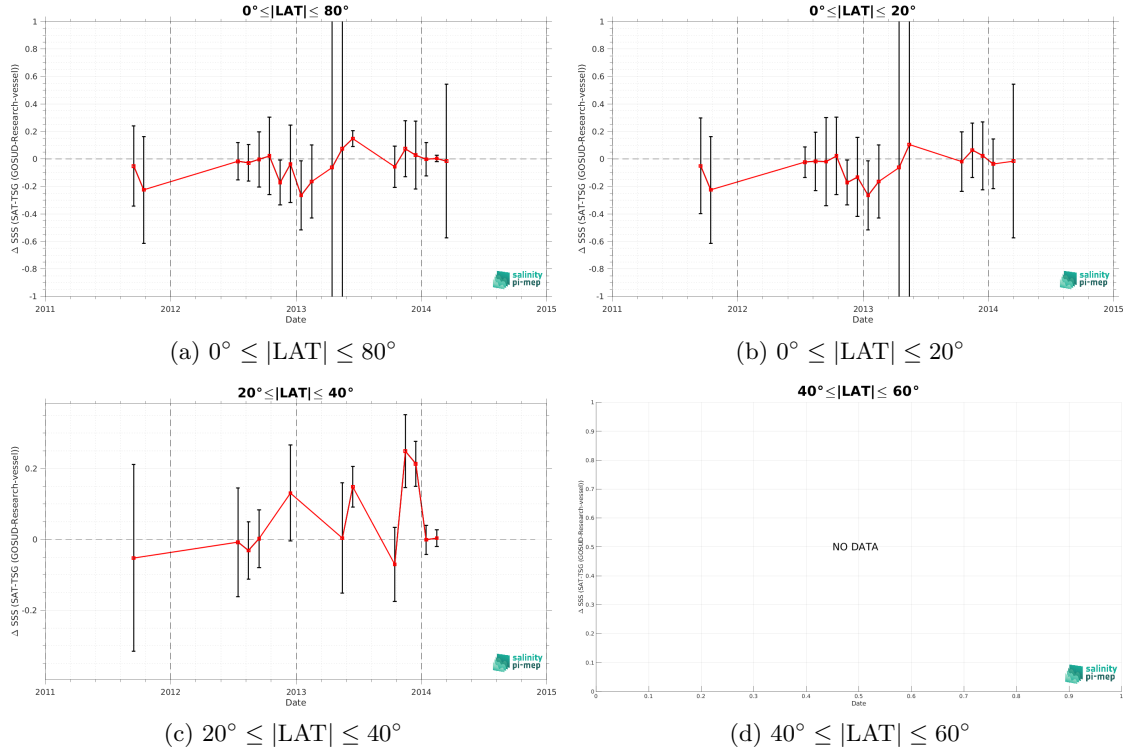 0°≤|LAT|≤ 80°
Δ SSS (SAT-TSG (GOSUD-Research-vessel))
1
0.8
0.6
0.4
0.2
0
-0.2
-0.4
-0.6
-0.8
-1
2011
2012
2013
2014
2015
Date
salinity
pi-mep
(a) 0° ≤ |LAT| ≤ 80°
0°≤|LAT|≤ 20°
Δ SSS (SAT-TSG (GOSUD-Research-vessel))
1
0.8
0.6
0.4
0.2
0
-0.2
-0.4
-0.6
-0.8
-1
2011
2012
2013
2014
2015
Date
salinity
pi-mep
(b) 0° ≤ |LAT| ≤ 20°
20°≤|LAT|≤ 40°
Δ SSS (SAT-TSG (GOSUD-Research-vessel))
0.2
0
-0.2
2011
2012
2013
2014
2015
Date
salinity
pi-mep
(c) 20° ≤ |LAT| ≤ 40°
40°≤|LAT|≤ 60°
Δ SSS (SAT-TSG (GOSUD-Research-vessel))
1
0.9
0.8
0.7
0.6
0.5
0.4
0.3
0.2
0.1
0
NO DATA
0
0.1
0.2
0.3
0.4
0.5
0.6
0.7
0.8
0.9
1
Date
salinity
pi-mep
(d) 40° ≤ |LAT| ≤ 60°